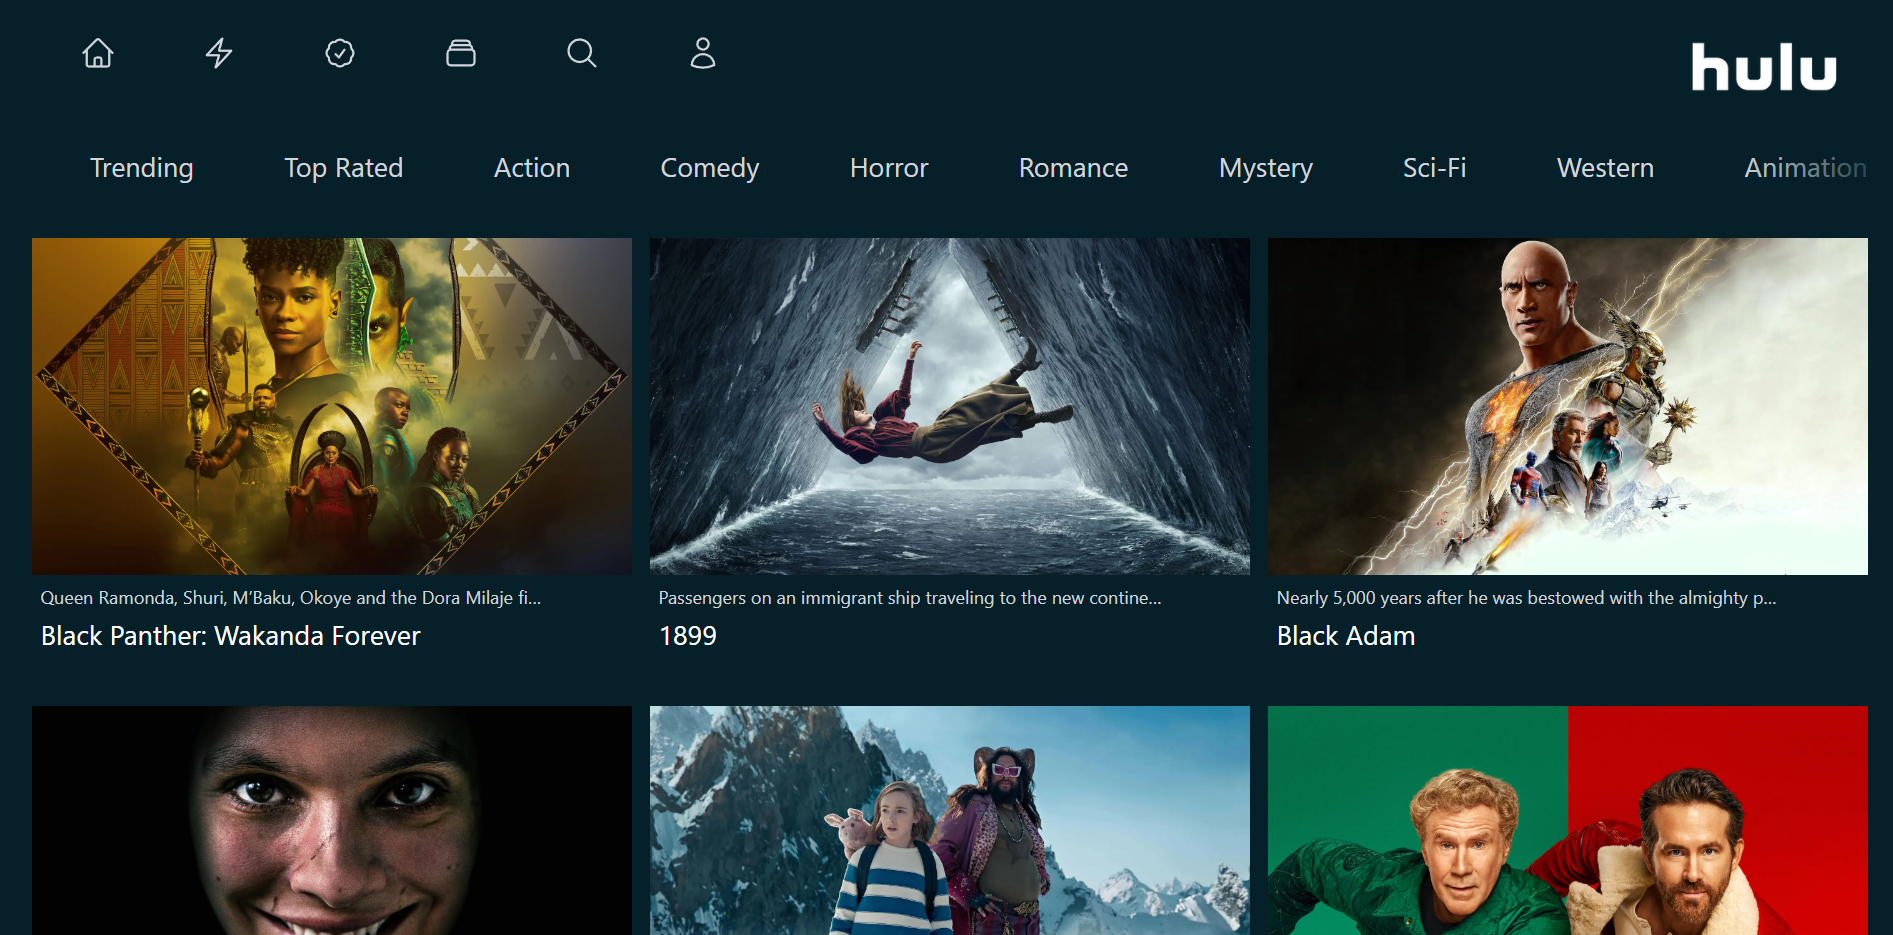 hulu
Trending Top Rated Action Comedy Horror Romance Mystery Sci-Fi Western Animation
Queen Ramonda, Shuri, M’Baku, Okoye and the Dora Milaje fi...
Black Panther: Wakanda Forever
Passengers on an immigrant ship traveling to the new contine...
1899
Nearly 5,000 years after he was bestowed with the almighty p...
Black Adam